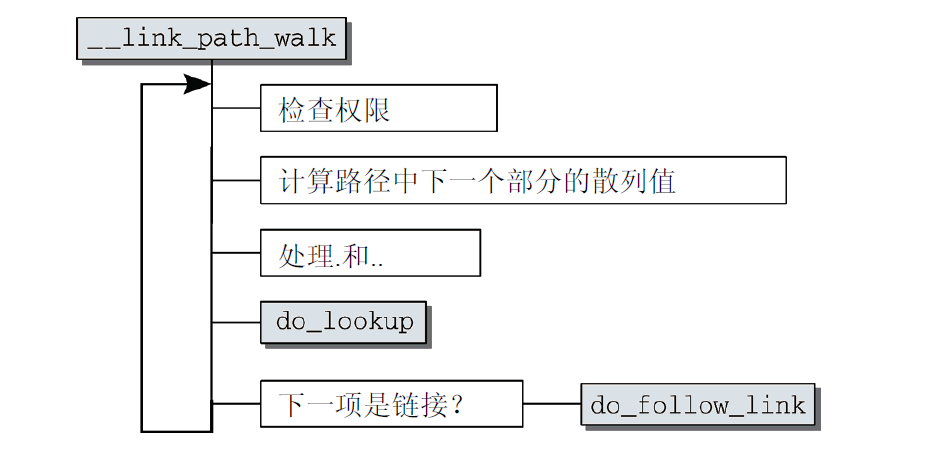 __link_path_walk
检查权限
计算路径中下一个部分的散列值
处理.和..
do_lookup
下一项是链接?
do_follow_link